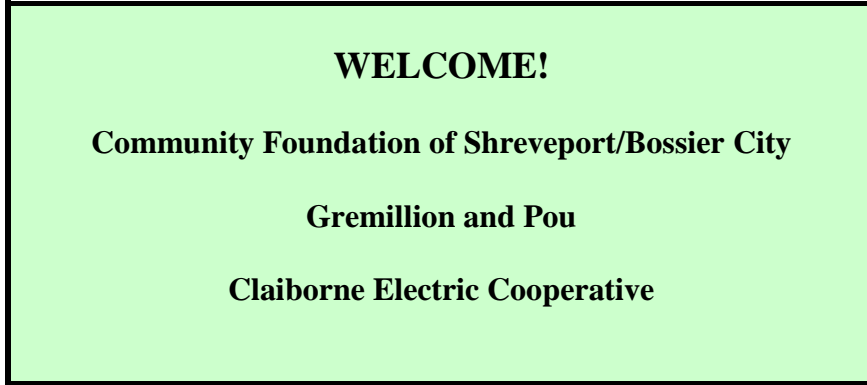 WELCOME!
Community Foundation of Shreveport/Bossier City
Gremillion and Pou
Claiborne Electric Cooperative